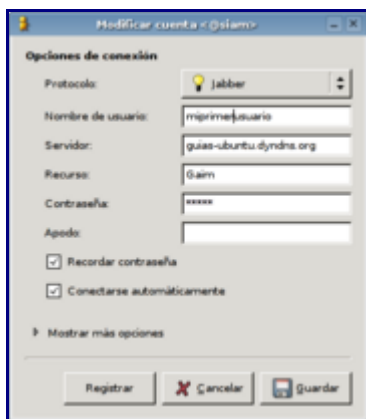 Modificar cuenta <@siam>
Opciones de conexión
Protocolo: Jabber
Nombre de usuario: miprimerusuario
Servidor: guias-ubuntu.dyndns.org
Recurso: Gaim
Contraseña: *****
Apodo:
Recordar contraseña
Conectarse automáticamente
Mostrar más opciones
Registrar Cancelar Guardar